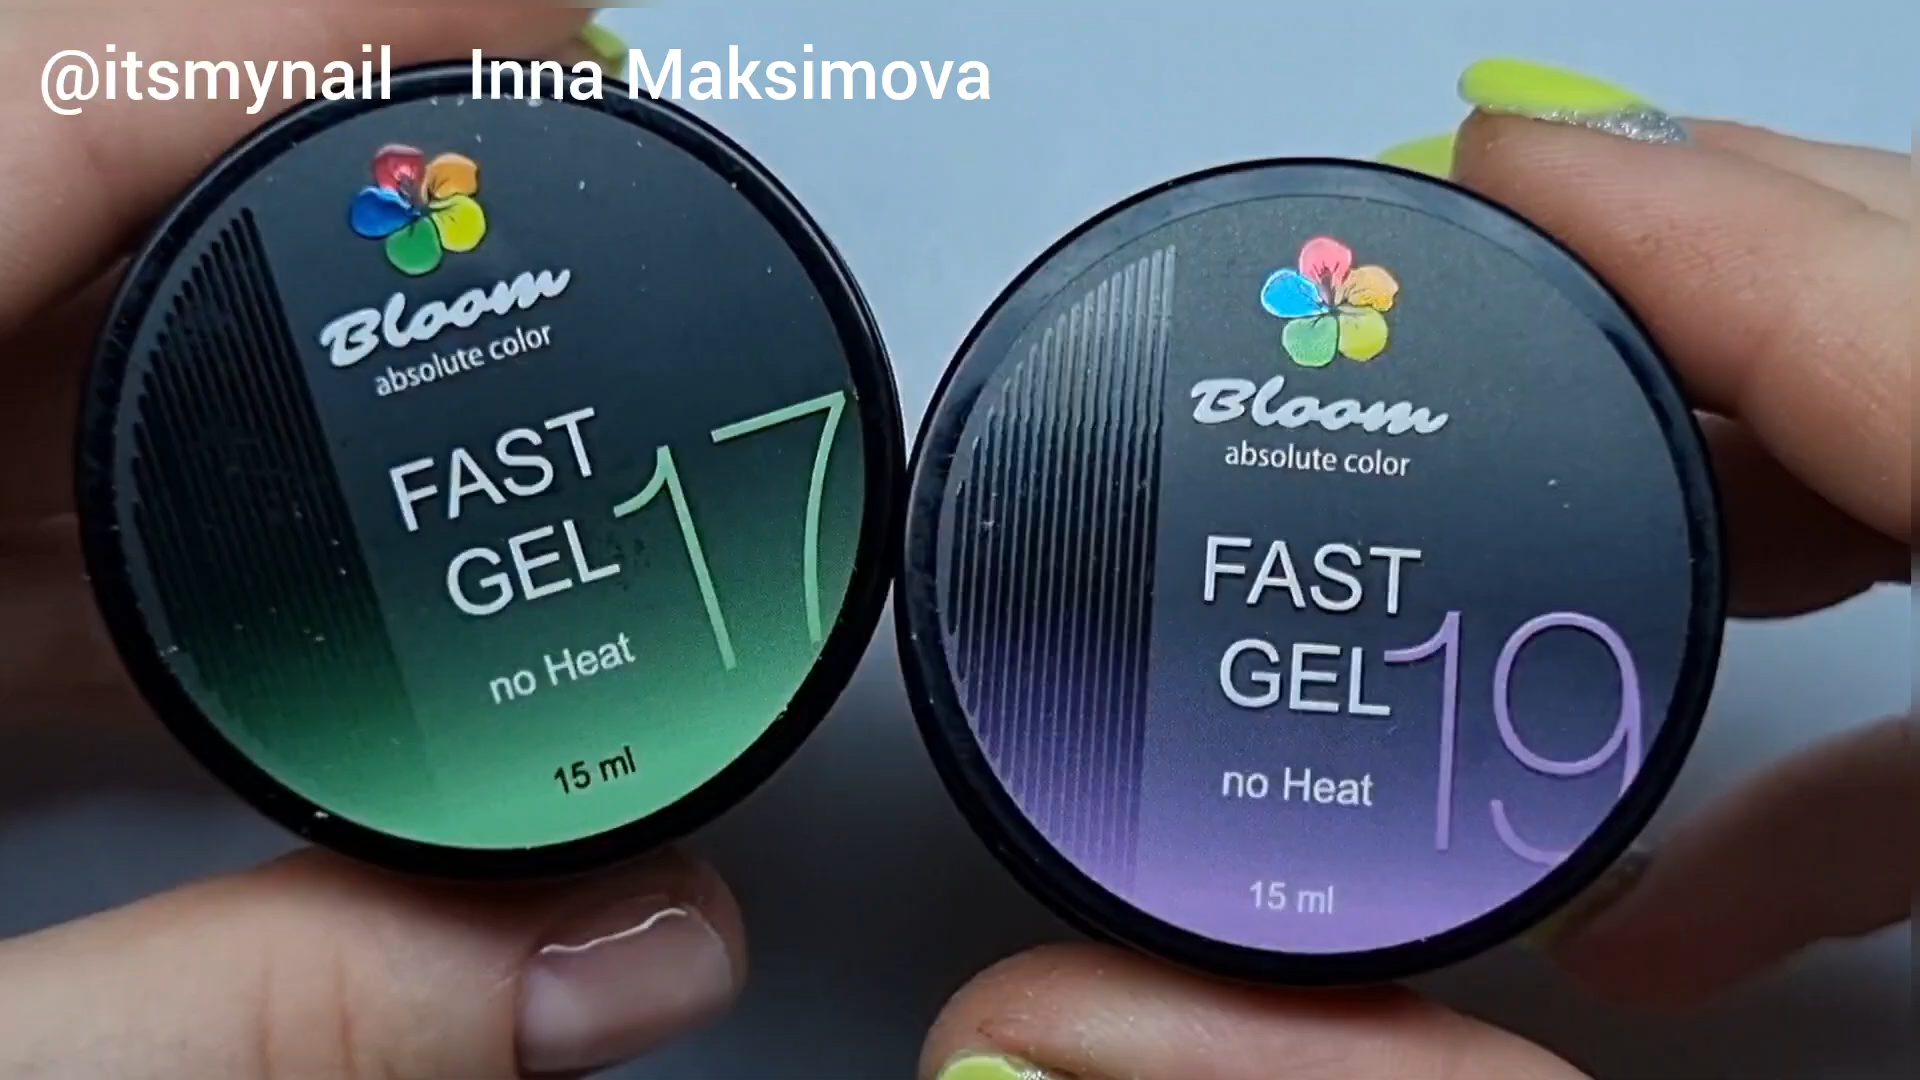 @itsmynail Inna Maksimova
Bloom
absolute color
FAST
GEL
17
no Heat
15 ml
Bloom
absolute color
FAST
GEL
19
no Heat
15 ml